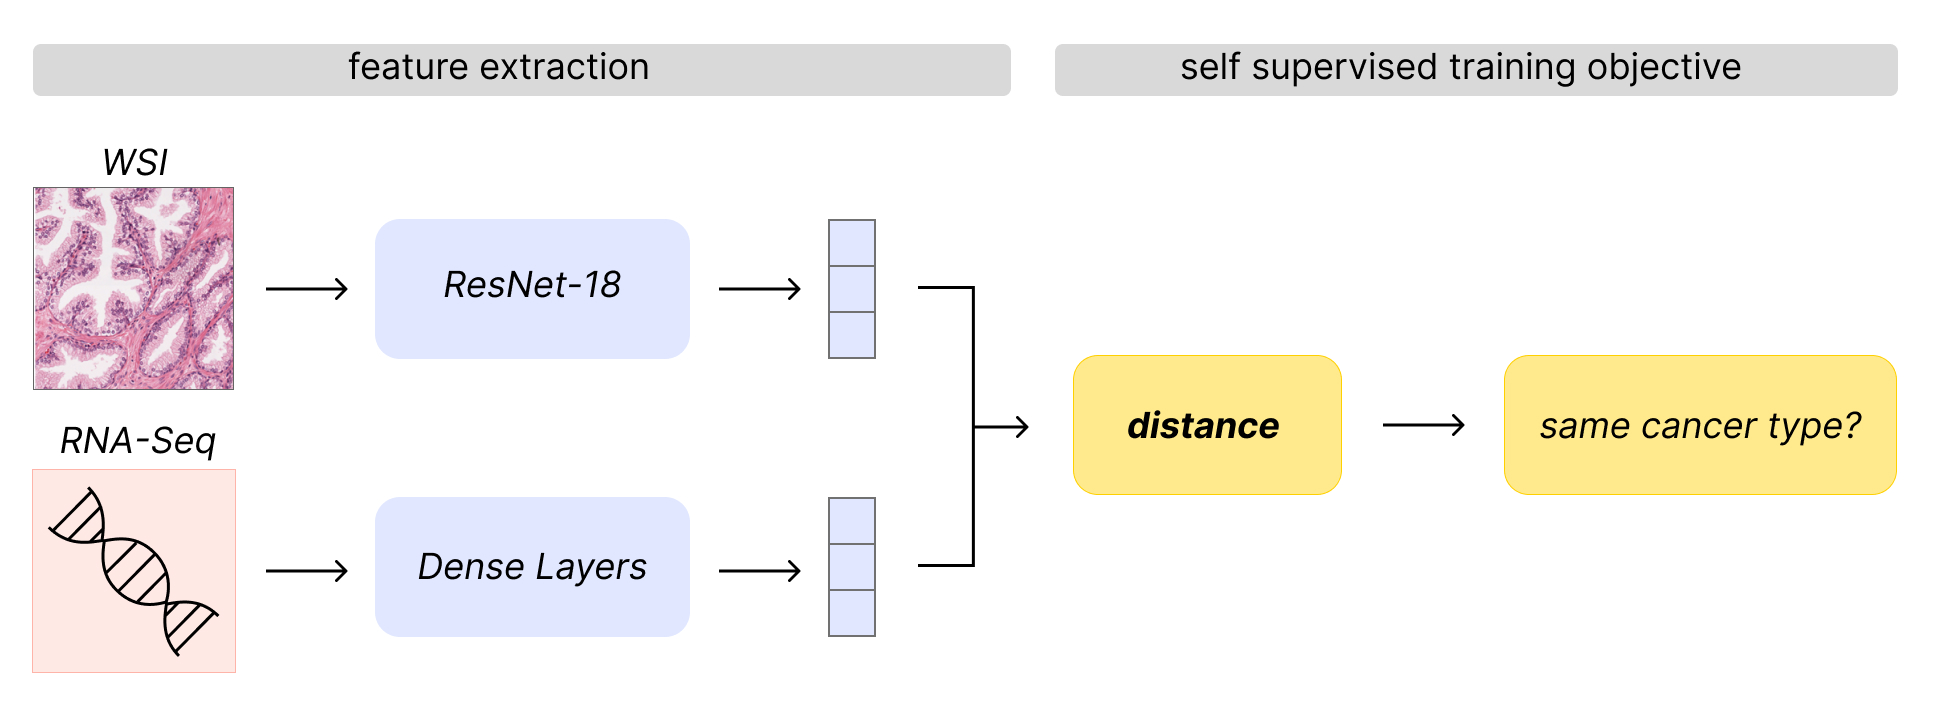 feature extraction
self supervised training objective
WSI
ResNet-18
RNA-Seq
Dense Layers
distance
same cancer type?